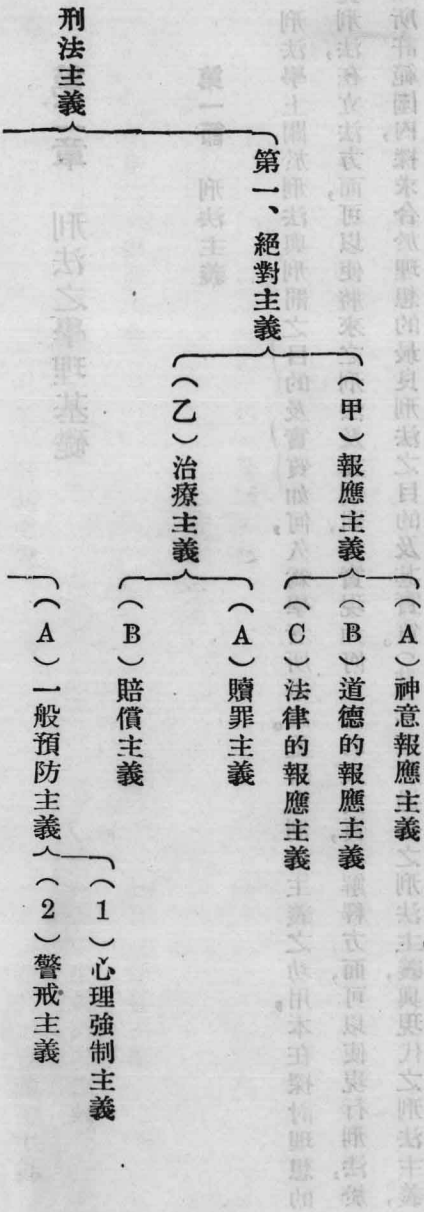 刑法主義
第一、絕對主義
（甲）報應主義
（A）神意報應主義
（B）道德的報應主義
（C）法律的報應主義
（乙）治療主義
（A）贖罪主義
（B）賠償主義
（A）一般預防主義
（1）心理強制主義
（2）警戒主義